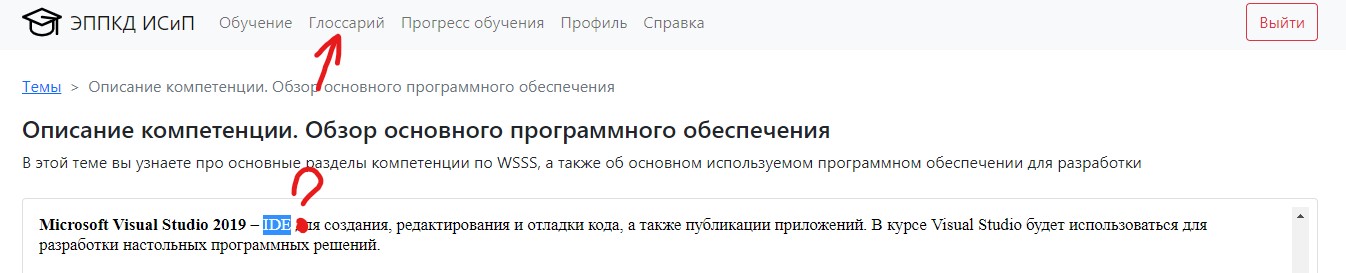 ЭППКД ИСиП Обучение Глоссарий Прогресс обучения Профиль Справка Выйти
Темы > Описание компетенции. Обзор основного программного обеспечения
Описание компетенции. Обзор основного программного обеспечения
В этой теме вы узнаете про основные разделы компетенции по WSSS, а также об основном используемом программном обеспечении для разработки
?
Microsoft Visual Studio 2019 – IDE для создания, редактирования и отладки кода, а также публикации приложений. В курсе Visual Studio будет использоваться для
разработки настольных программных решений.